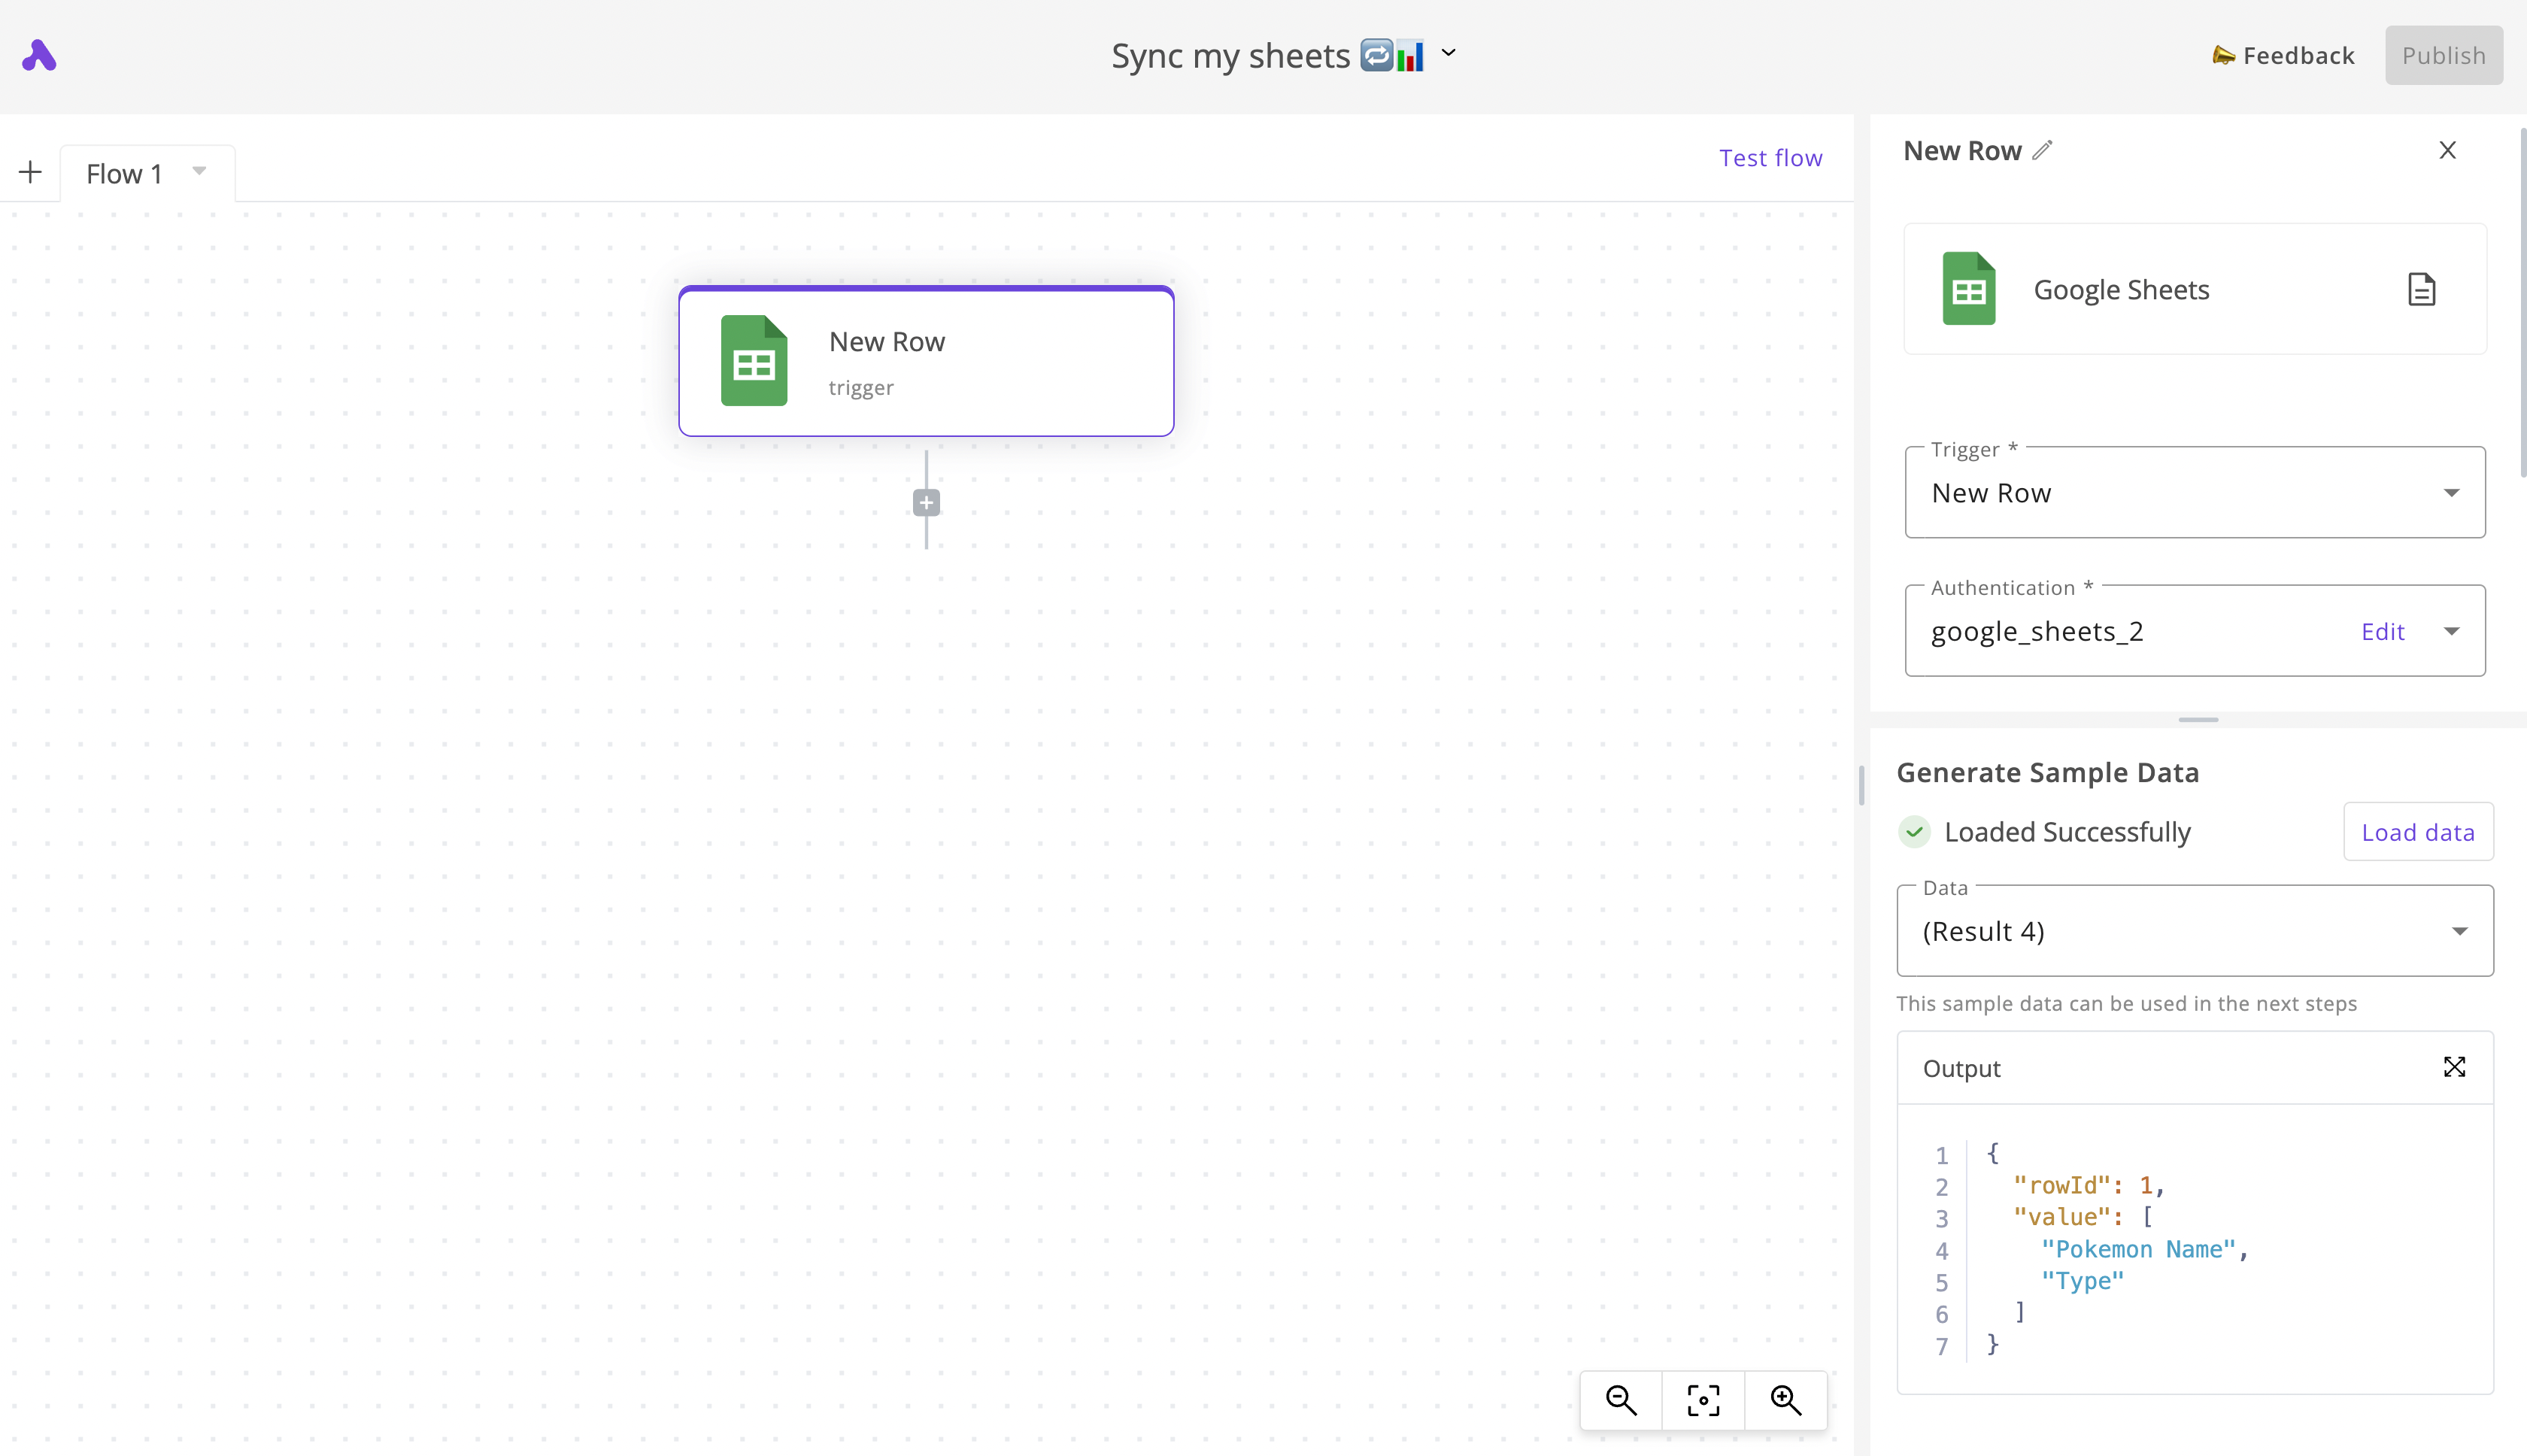 Sync my sheets 🔁📊
Feedback
Publish
Flow 1
Test flow
New Row
trigger
New Row
X
Google Sheets
Trigger *
New Row
Authentication *
google_sheets_2 Edit
Generate Sample Data
Loaded Successfully
Load data
Data
(Result 4)
This sample data can be used in the next steps
Output
1 {
2 "rowId": 1,
3 "value": [
4 "Pokemon Name",
5 "Type"
6 ]
7 }